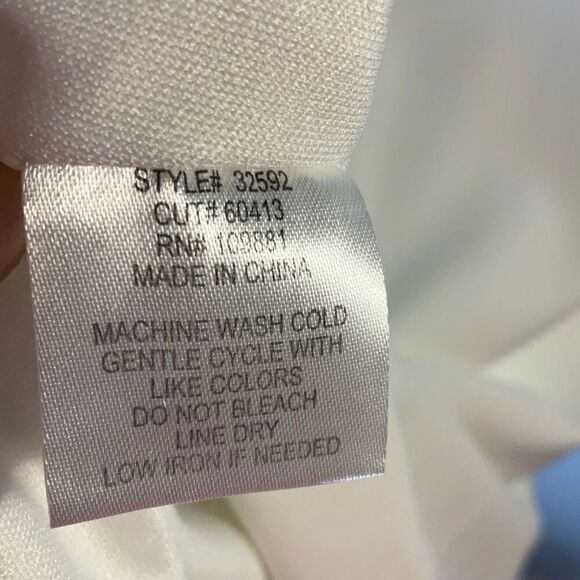 STYLE# 32592
CUT# 60413
RN# 109881
MADE IN CHINA
MACHINE WASH COLD
GENTLE CYCLE WITH
LIKE COLORS
DO NOT BLEACH
LINE DRY
LOW IRON IF NEEDED